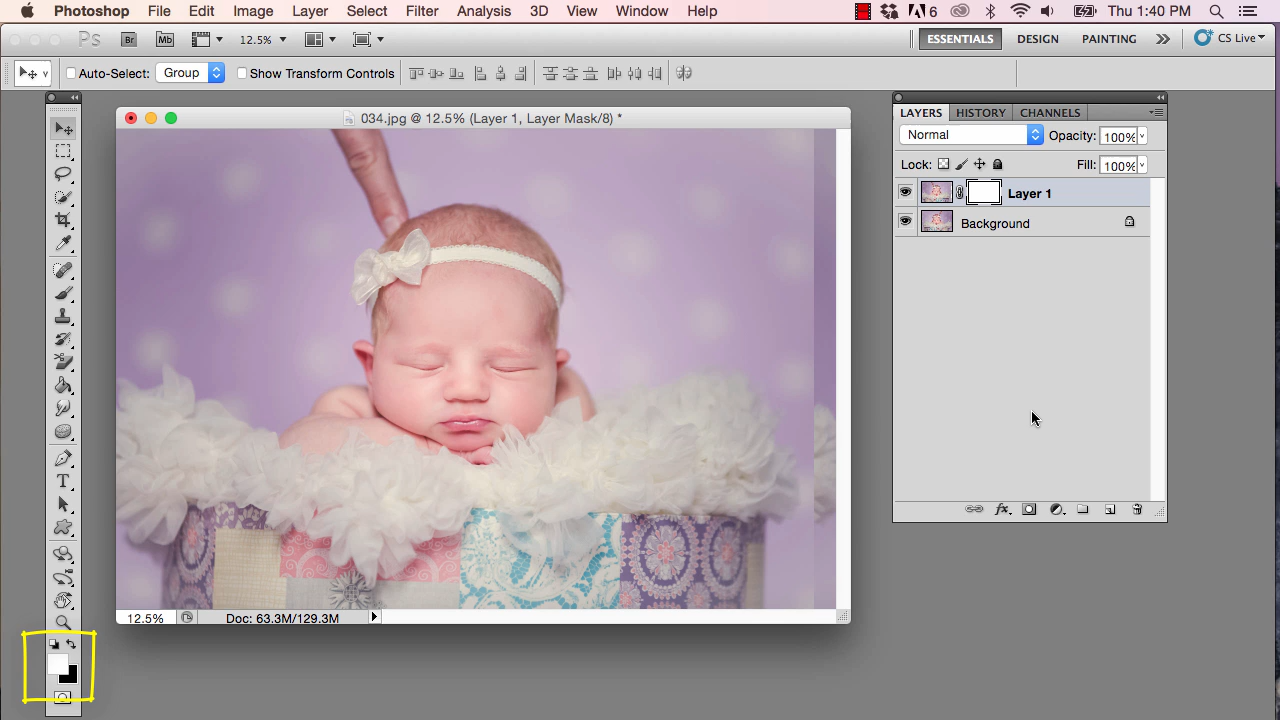 Photoshop File Edit Image Layer Select Filter Analysis 3D View Window Help 6 Thu 1:40 PM
Ps Br Mb 12.5% ESSENTIALS DESIGN PAINTING CS Live
Auto-Select: Group Show Transform Controls
034.jpg @ 12.5% (Layer 1, Layer Mask/8) *
LAYERS HISTORY CHANNELS
Normal Opacity: 100%
Lock: Fill: 100%
Layer 1
Background
fx
T
12.5% Doc: 63.3M/129.3M